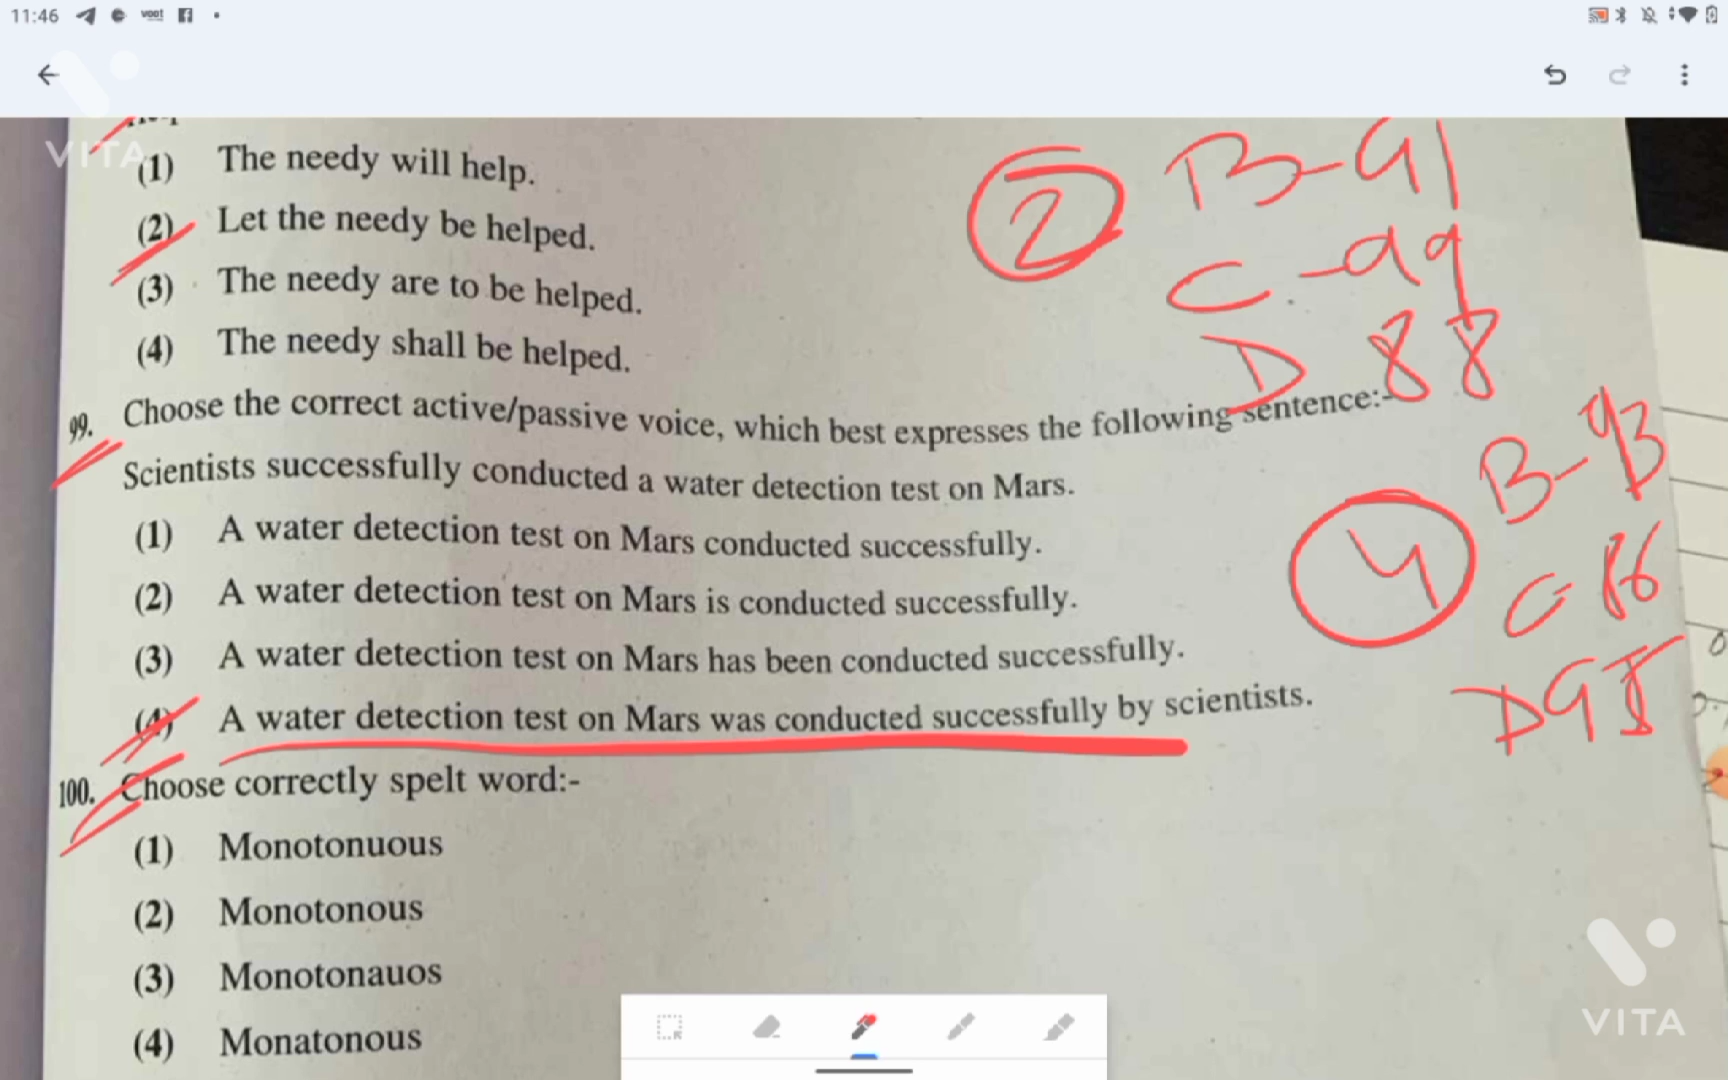 11:46
voot
VITA
(1) The needy will help.
(2) Let the needy be helped.
(3) The needy are to be helped.
(4) The needy shall be helped.
2
B-91
C-99
D 88
99. Choose the correct active/passive voice, which best expresses the following sentence:-
Scientists successfully conducted a water detection test on Mars.
(1) A water detection test on Mars conducted successfully.
(2) A water detection test on Mars is conducted successfully.
(3) A water detection test on Mars has been conducted successfully.
(4) A water detection test on Mars was conducted successfully by scientists.
4
B-93
C 86
D 95
100. Choose correctly spelt word:-
(1) Monotonuous
(2) Monotonous
(3) Monotonauos
(4) Monatonous
VITA